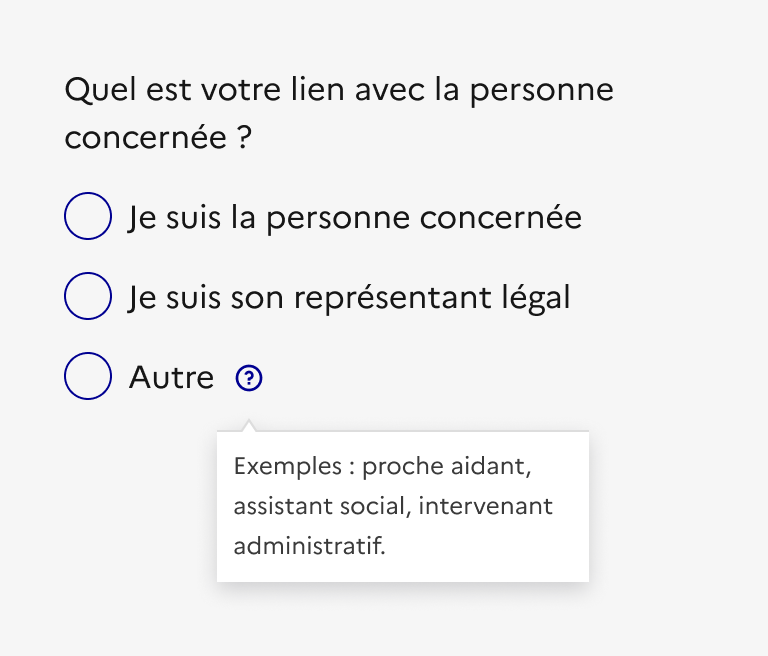 Quel est votre lien avec la personne
concernée ?
Je suis la personne concernée
Je suis son représentant légal
Autre ?
Exemples : proche aidant,
assistant social, intervenant
administratif.